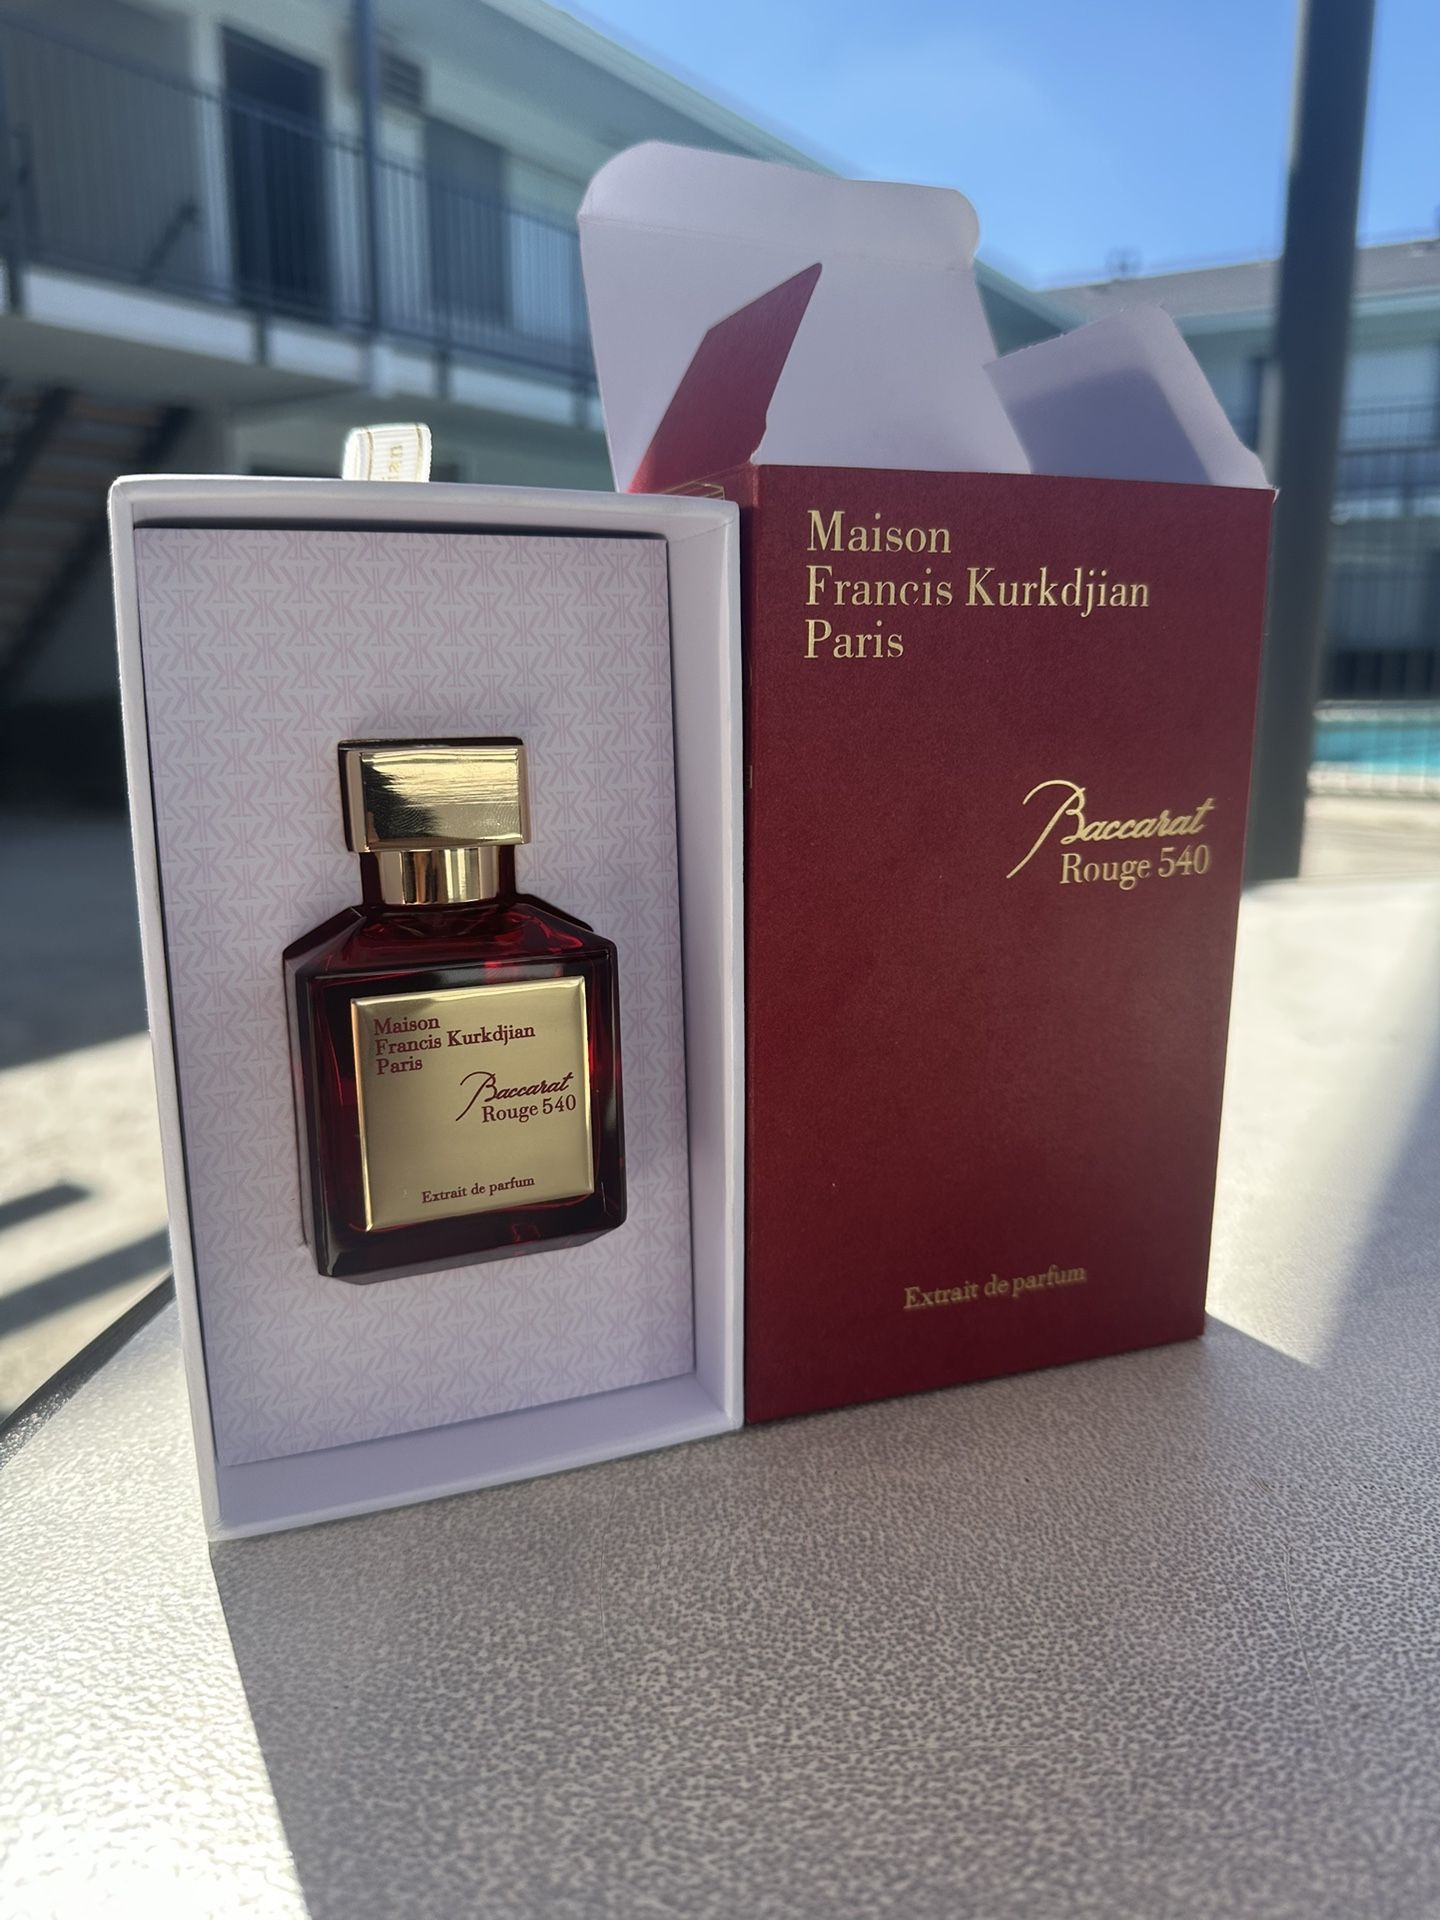 Maison
Francis Kurkdjian
Paris
Baccarat
Rouge 540
Extrait de parfum
Maison
Francis Kurkdjian
Paris
Baccarat
Rouge 540
Extrait de parfum